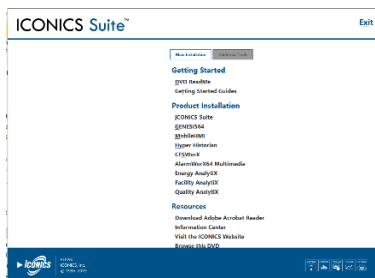 ICONICS Suite™
Exit
Main Installation
Additional Tools
Getting Started
DVD ReadMe
Getting Started Guides
Product Installation
ICONICS Suite
GENESIS64
MobileHMI
Hyper Historian
CFSWorX
AlarmWorX64 Multimedia
Energy AnalytiX
Facility AnalytiX
Quality AnalytiX
Resources
Download Adobe Acrobat Reader
Information Center
Visit the ICONICS Website
Browse this DVD
ICONICS
ICONICS, Inc.